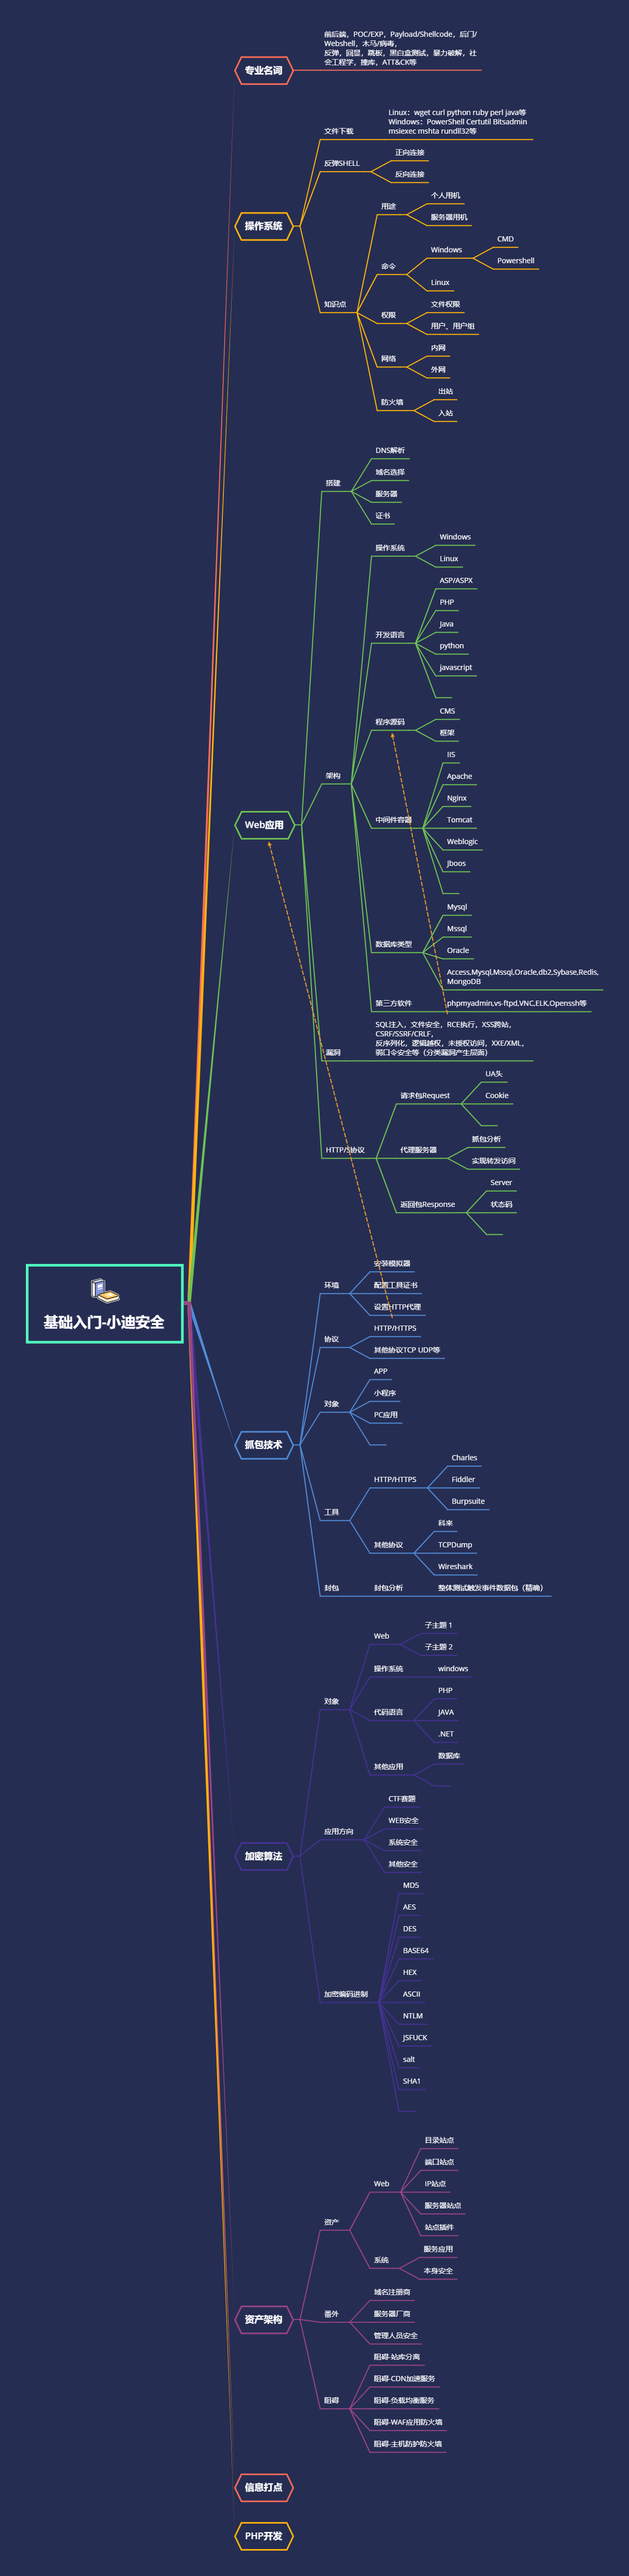 前后端，POC/EXP，Payload/Shellcode，后门/
Webshell，木马/病毒，
反弹，回显，跳板，黑白盒测试，暴力破解，社
会工程学，撞库，ATT&CK等
专业名词
Linux：wget curl python ruby perl java等
Windows：PowerShell Certutil Bitsadmin
msiexec mshta rundll32等
文件下载
正向连接
反弹SHELL
反向连接
个人用机
用途
服务器用机
操作系统
CMD
Windows
Powershell
命令
Linux
知识点
文件权限
权限
用户、用户组
内网
网络
外网
出站
防火墙
入站
DNS解析
域名选择
搭建
服务器
证书
Windows
操作系统
Linux
ASP/ASPX
PHP
Java
开发语言
python
javascript
CMS
程序源码
框架
IIS
架构
Apache
Nginx
中间件容器
Tomcat
Web应用
Weblogic
Jboos
Mysql
Mssql
数据库类型
Oracle
Access,Mysql,Mssql,Oracle,db2,Sybase,Redis,
MongoDB
第三方软件
phpmyadmin,vs-ftpd,VNC,ELK,Openssh等
SQL注入，文件安全，RCE执行，XSS跨站，
CSRF/SSRF/CRLF，
反序列化，逻辑越权，未授权访问，XXE/XML，
弱口令安全等（分类漏洞产生层面）
漏洞
UA头
请求包Request
Cookie
抓包分析
HTTP/S协议
代理服务器
实现转发访问
Server
返回包Response
状态码
安装模拟器
环境
配置工具证书
设置HTTP代理
基础入门-小迪安全
HTTP/HTTPS
协议
其他协议TCP UDP等
APP
小程序
对象
PC应用
抓包技术
Charles
HTTP/HTTPS
Fiddler
Burpsuite
工具
科来
其他协议
TCPDump
Wireshark
封包
封包分析
整体测试触发事件数据包（精确）
子主题 1
Web
子主题 2
操作系统
windows
对象
PHP
代码语言
JAVA
.NET
数据库
其他应用
CTF赛题
WEB安全
应用方向
系统安全
其他安全
加密算法
MD5
AES
DES
BASE64
HEX
加密编码进制
ASCII
NTLM
JSFUCK
salt
SHA1
目录站点
端口站点
Web
IP站点
服务器站点
资产
站点插件
服务应用
系统
本身安全
域名注册商
资产架构
番外
服务器厂商
管理人员安全
阻碍-站库分离
阻碍-CDN加速服务
阻碍
阻碍-负载均衡服务
阻碍-WAF应用防火墙
阻碍-主机防护防火墙
信息打点
PHP开发